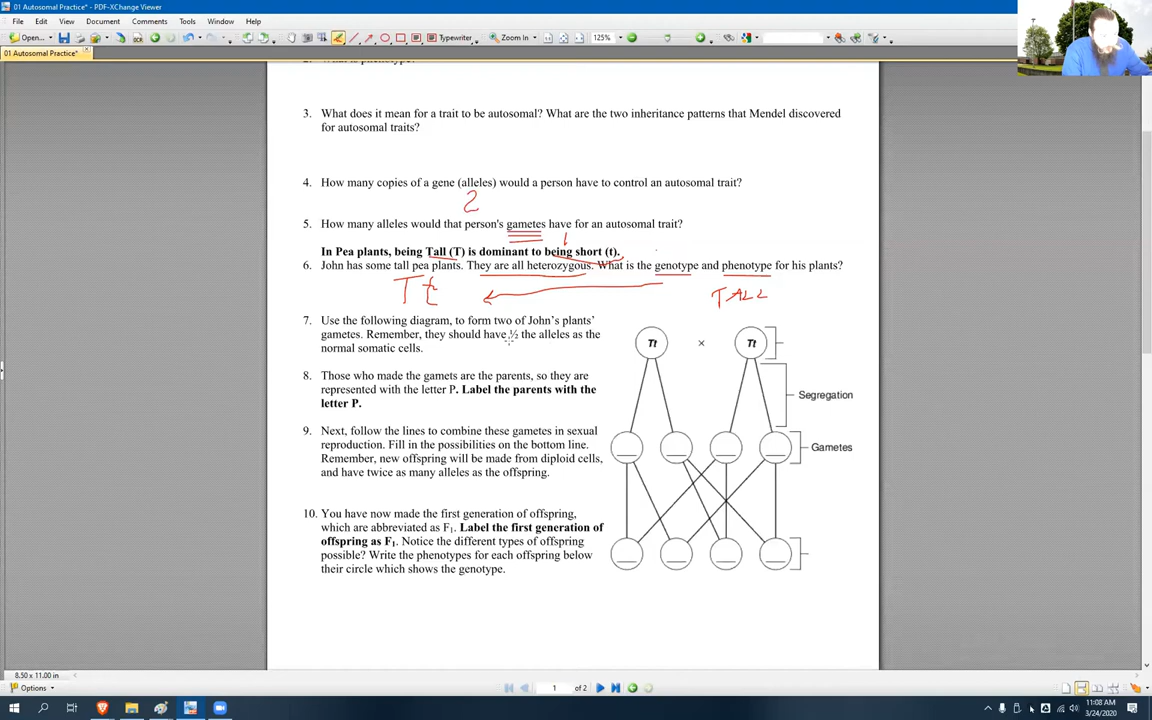 01 Autosomal Practice* - PDF-XChange Viewer
File Edit View Document Comments Tools Window Help
Open... Typewriter Zoom In 125%
01 Autosomal Practice*
3. What does it mean for a trait to be autosomal? What are the two inheritance patterns that Mendel discovered
for autosomal traits?
4. How many copies of a gene (alleles) would a person have to control an autosomal trait?
2
5. How many alleles would that person's gametes have for an autosomal trait?
1
In Pea plants, being Tall (T) is dominant to being short (t).
6. John has some tall pea plants. They are all heterozygous. What is the genotype and phenotype for his plants?
Tt
TALL
7. Use the following diagram, to form two of John's plants'
gametes. Remember, they should have ½ the alleles as the
normal somatic cells.
8. Those who made the gamets are the parents, so they are
represented with the letter P. Label the parents with the
letter P.
9. Next, follow the lines to combine these gametes in sexual
reproduction. Fill in the possibilities on the bottom line.
Remember, new offspring will be made from diploid cells,
and have twice as many alleles as the offspring.
10. You have now made the first generation of offspring,
which are abbreviated as F1. Label the first generation of
offspring as F1. Notice the different types of offspring
possible? Write the phenotypes for each offspring below
their circle which shows the genotype.
Tt × Tt
Segregation
Gametes
8.50 x 11.00 in
Options 1 of 2
11:08 AM
3/24/2020